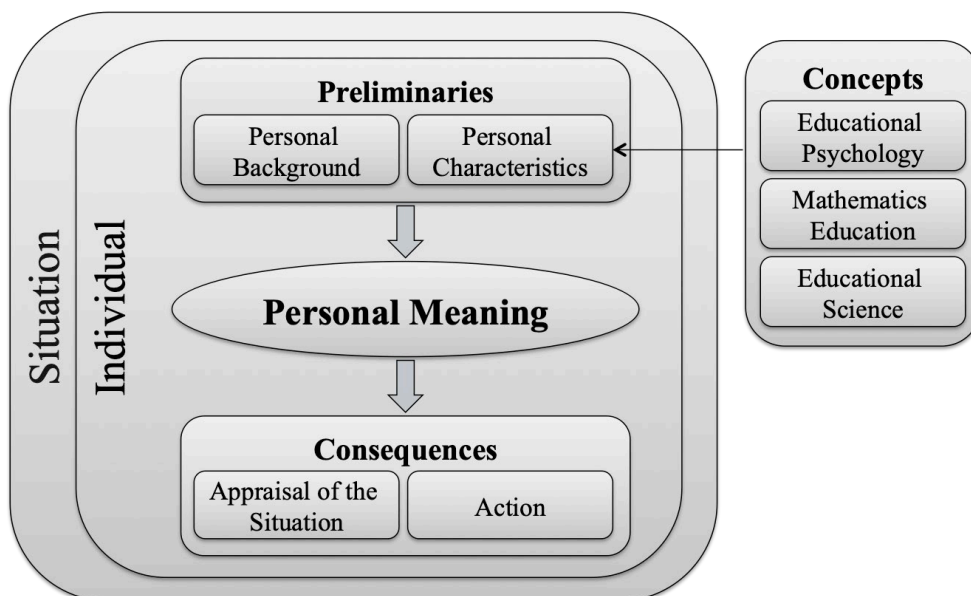 Situation
Individual
Preliminaries
Personal
Background
Personal
Characteristics
Personal Meaning
Consequences
Appraisal of the
Situation
Action
Concepts
Educational
Psychology
Mathematics
Education
Educational
Science